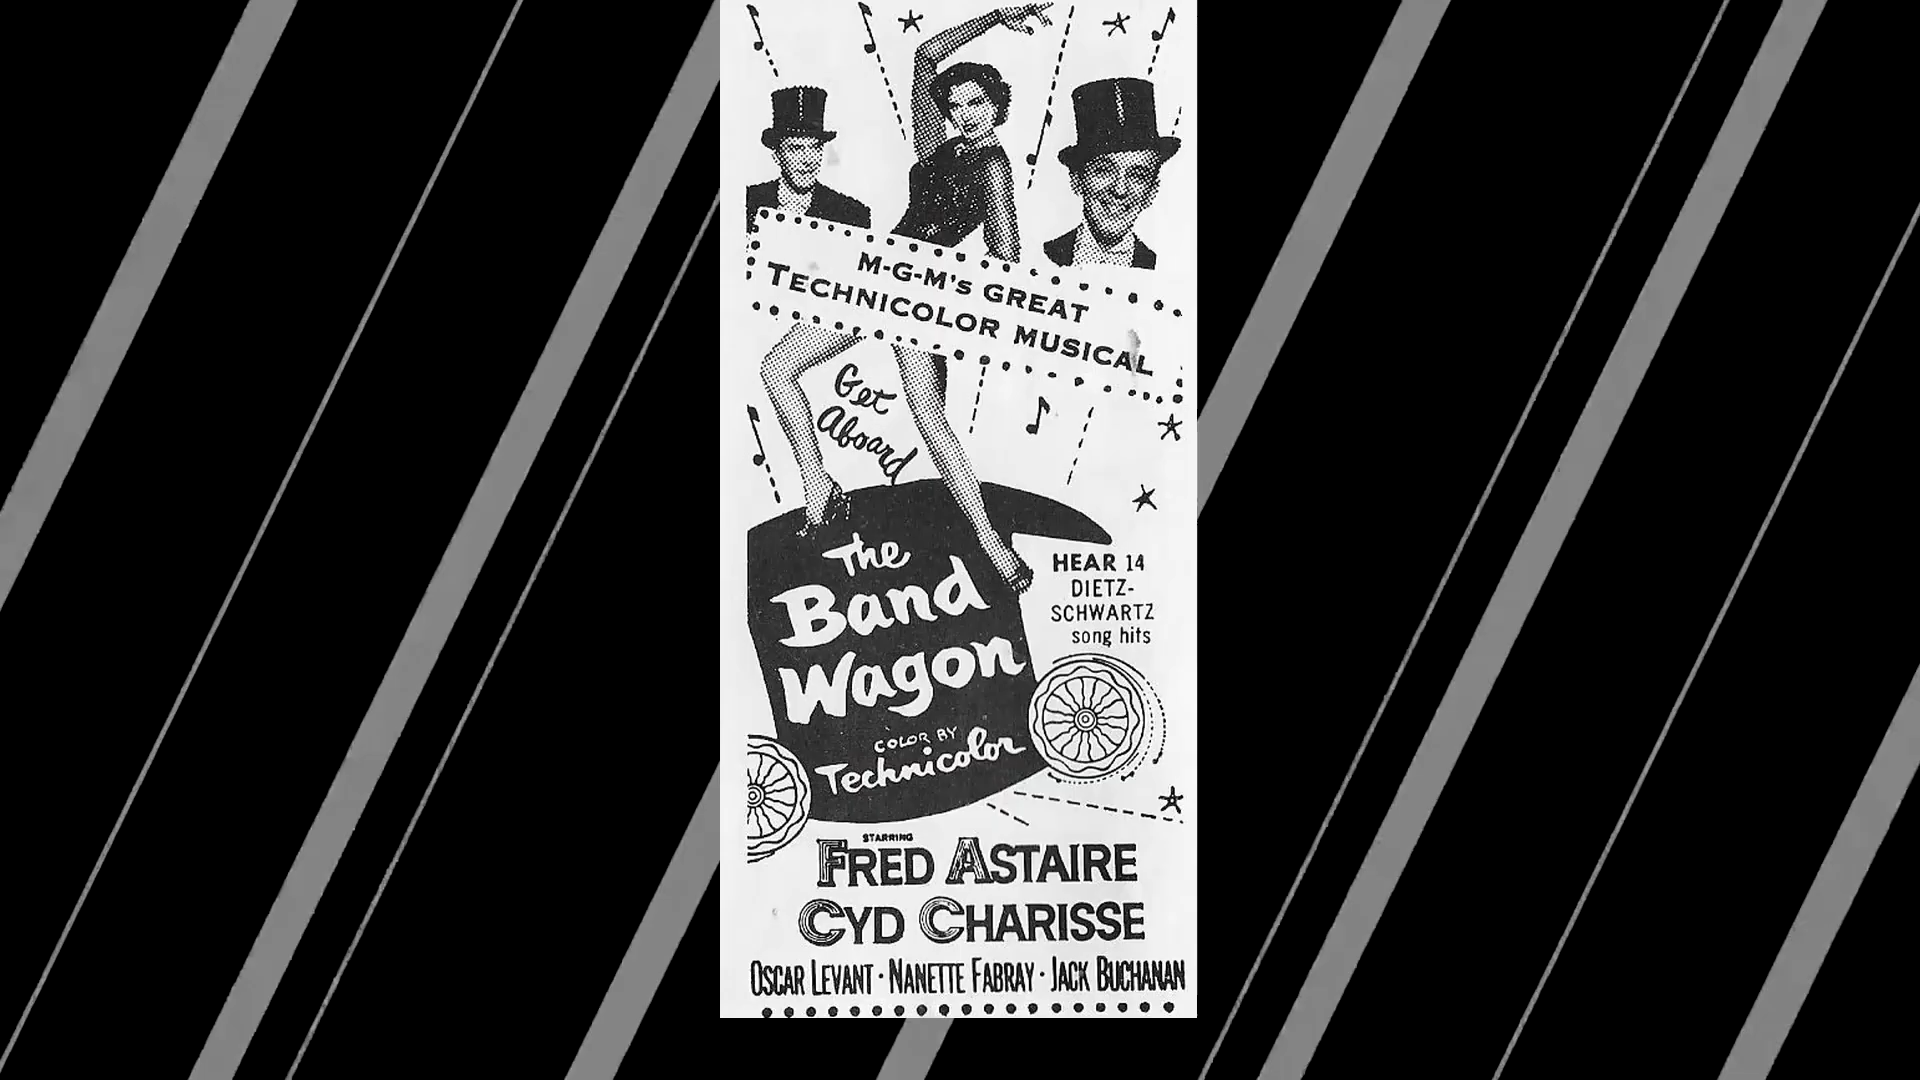 M-G-M's GREAT
TECHNICOLOR MUSICAL
Get
Aboard
The
Band
Wagon
COLOR BY
Technicolor
HEAR 14
DIETZ-
SCHWARTZ
song hits
STARRING
FRED ASTAIRE
CYD CHARISSE
OSCAR LEVANT · NANETTE FABRAY · JACK BUCHANAN